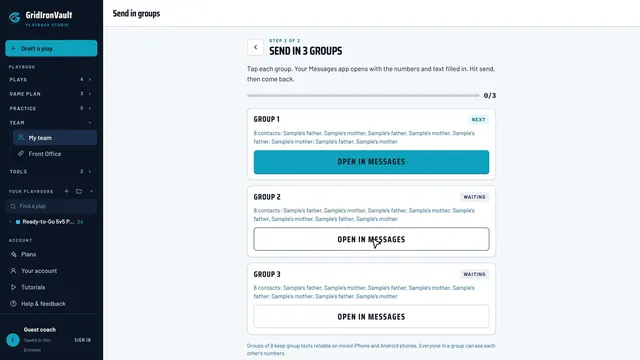 GridIronVault
PLAYBOOK STUDIO
+ Draft a play
PLAYBOOK
PLAYS 4
GAME PLAN 3
PRACTICE 5
TEAM
My team
Front Office
TOOLS 2
YOUR PLAYBOOKS
Find a play
Ready-to-Go 5v5 P... 24
ACCOUNT
Plans
Your account
Tutorials
Help & feedback
Guest coach
Saved in this
browser
SIGN IN
Send in groups
STEP 2 OF 2
SEND IN 3 GROUPS
Tap each group. Your Messages app opens with the numbers and text filled in. Hit send,
then come back.
0/3
GROUP 1
NEXT
8 contacts: Sample's father, Sample's mother, Sample's father, Sample's mother, Sample's
father, Sample's mother, Sample's father, Sample's mother
OPEN IN MESSAGES
GROUP 2
WAITING
8 contacts: Sample's father, Sample's mother, Sample's father, Sample's mother, Sample's
father, Sample's mother, Sample's father, Sample's mother
OPEN IN MESSAGES
GROUP 3
WAITING
8 contacts: Sample's father, Sample's mother, Sample's father, Sample's mother, Sample's
father, Sample's mother, Sample's father, Sample's mother
OPEN IN MESSAGES
Groups of 8 keep group texts reliable on mixed iPhone and Android phones. Everyone in a group can see each
other's numbers.